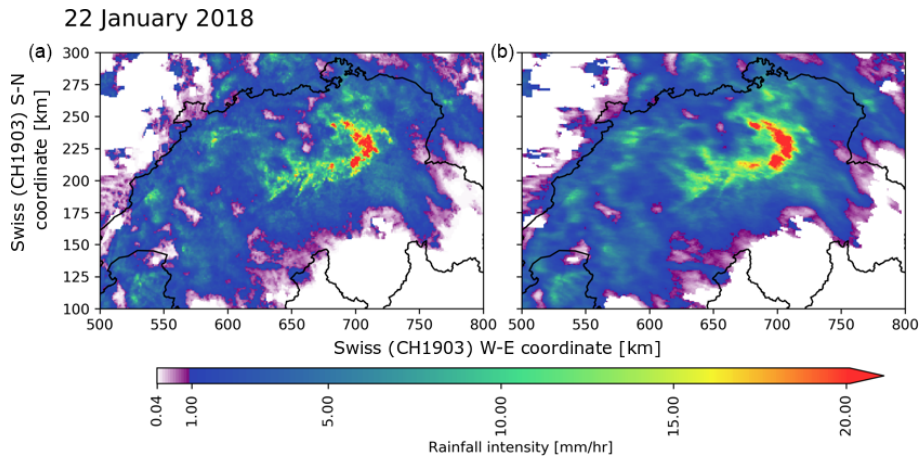 22 January 2018
(a)
(b)
Swiss (CH1903) S-N
coordinate [km]
300
275
250
225
200
175
150
125
100
500 550 600 650 700 750 800 500 550 600 650 700 750 800
Swiss (CH1903) W-E coordinate [km]
0.04 1.00 5.00 10.00 15.00 20.00
Rainfall intensity [mm/hr]